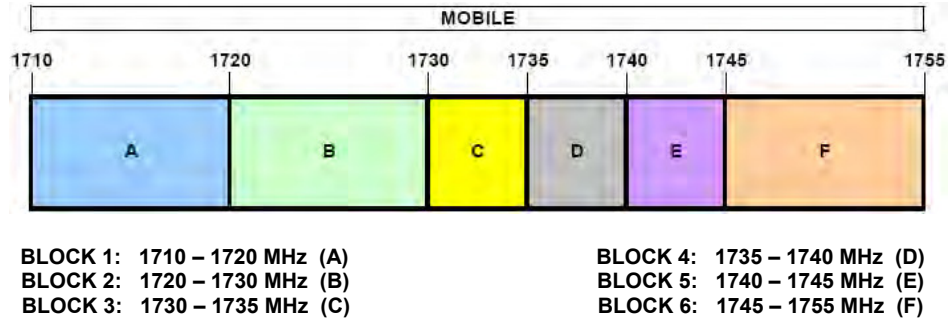 MOBILE
1710 1720 1730 1735 1740 1745 1755
A B C D E F
BLOCK 1: 1710 – 1720 MHz (A)
BLOCK 2: 1720 – 1730 MHz (B)
BLOCK 3: 1730 – 1735 MHz (C)
BLOCK 4: 1735 – 1740 MHz (D)
BLOCK 5: 1740 – 1745 MHz (E)
BLOCK 6: 1745 – 1755 MHz (F)